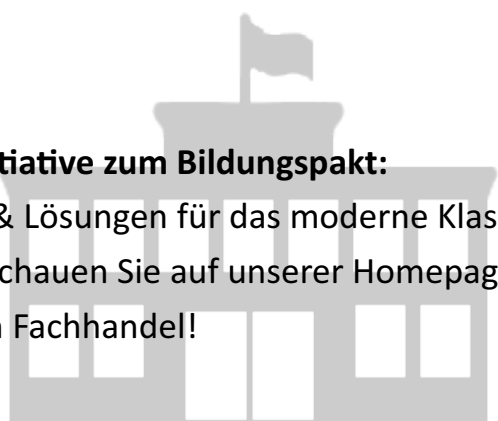 tiative zum Bildungspakt:
& Lösungen für das moderne Klas
chauen Sie auf unserer Homepag
Fachhandel!